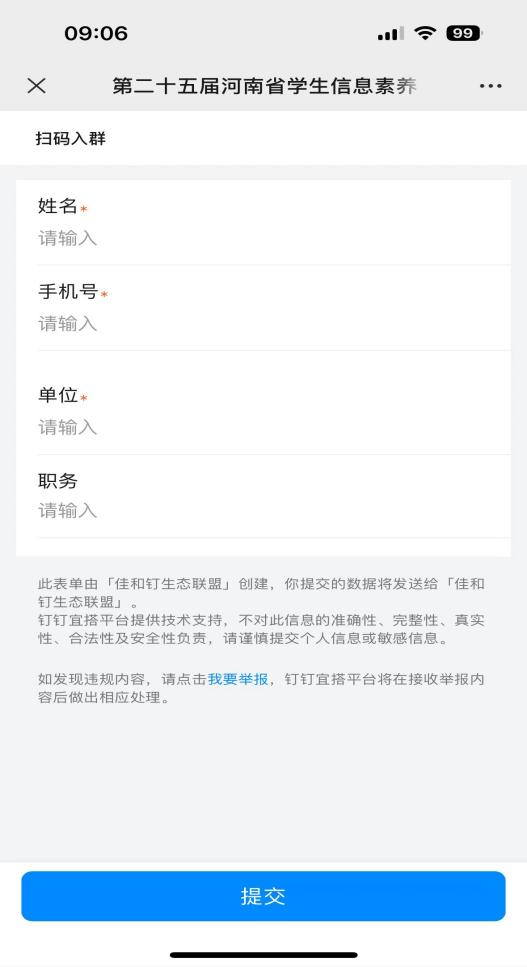 09:06
99
第二十五届河南省学生信息素养
扫码入群
姓名*
请输入
手机号*
请输入
单位*
请输入
职务
请输入
此表单由「佳和钉生态联盟」创建，你提交的数据将发送给「佳和
钉生态联盟」。
钉钉宜搭平台提供技术支持，不对此信息的准确性、完整性、真实
性、合法性及安全性负责，请谨慎提交个人信息或敏感信息。
如发现违规内容，请点击我要举报，钉钉宜搭平台将在接收举报内
容后做出相应处理。
提交